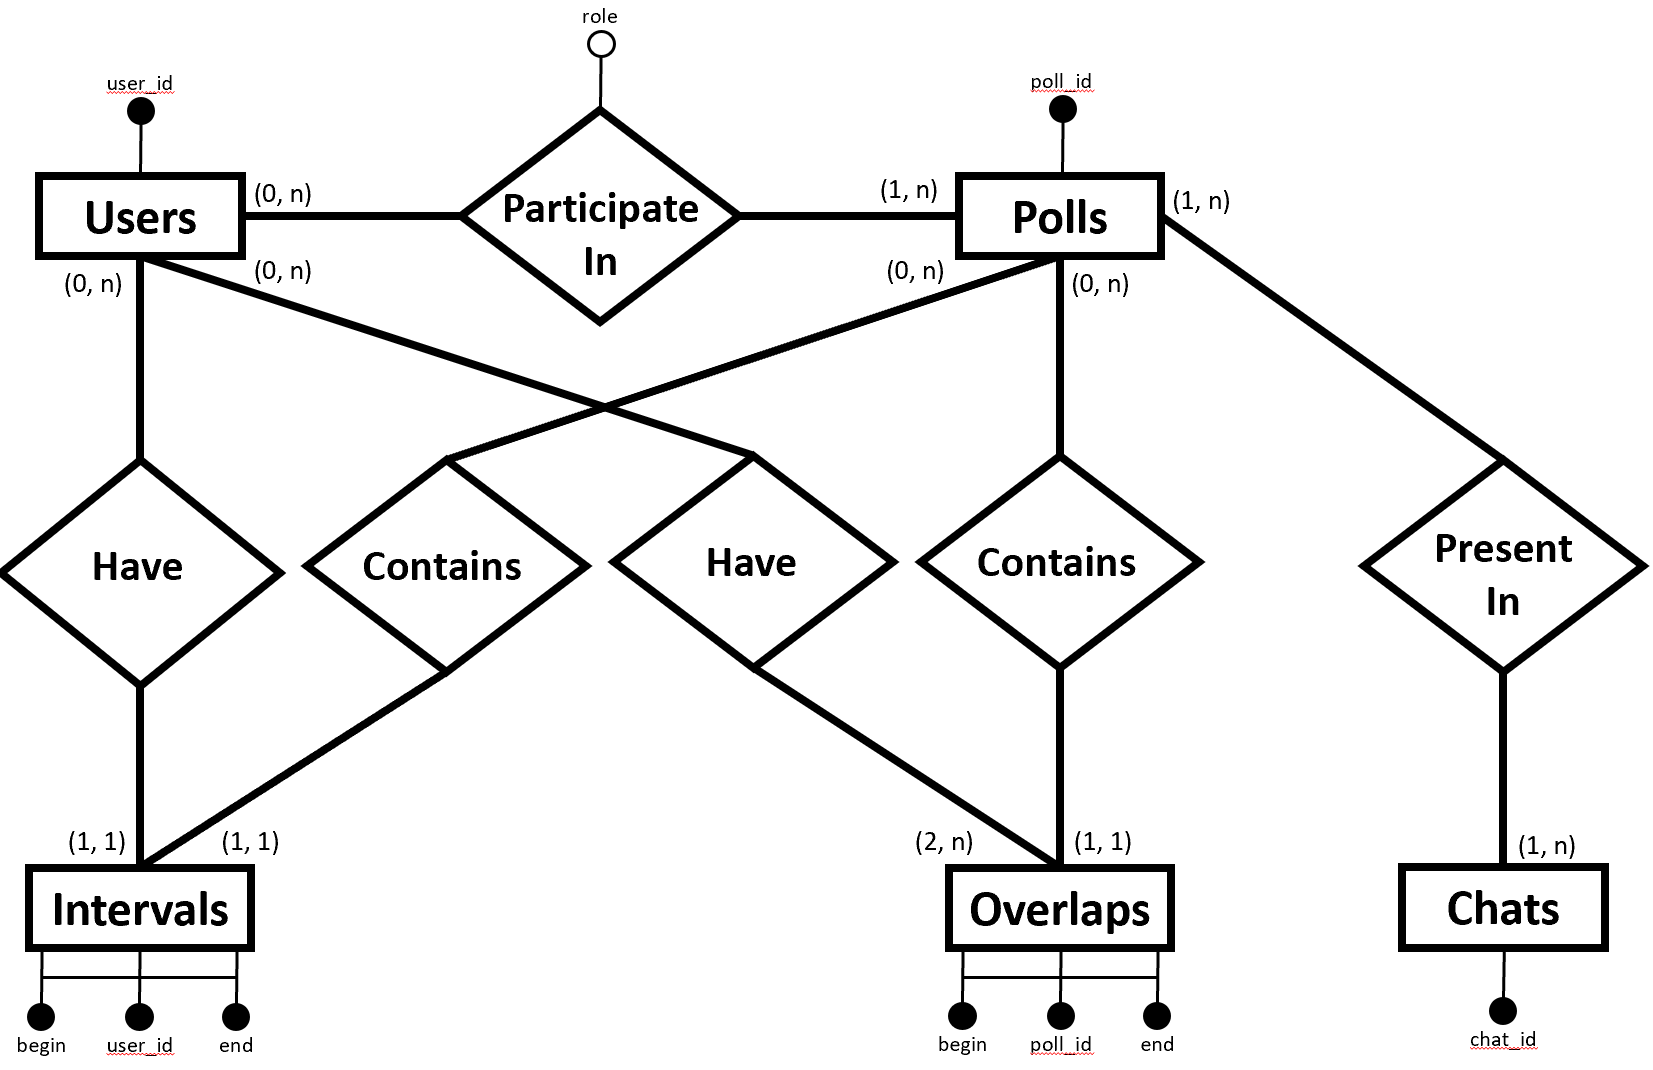 role
user_id
poll_id
Users
(0, n)
Participate
In
(1, n)
Polls
(1, n)
(0, n)
(0, n)
(0, n)
(0, n)
Have
Contains
Have
Contains
Present
In
(1, 1)
(1, 1)
(2, n)
(1, 1)
(1, n)
Intervals
Overlaps
Chats
begin
user_id
end
begin
poll_id
end
chat_id